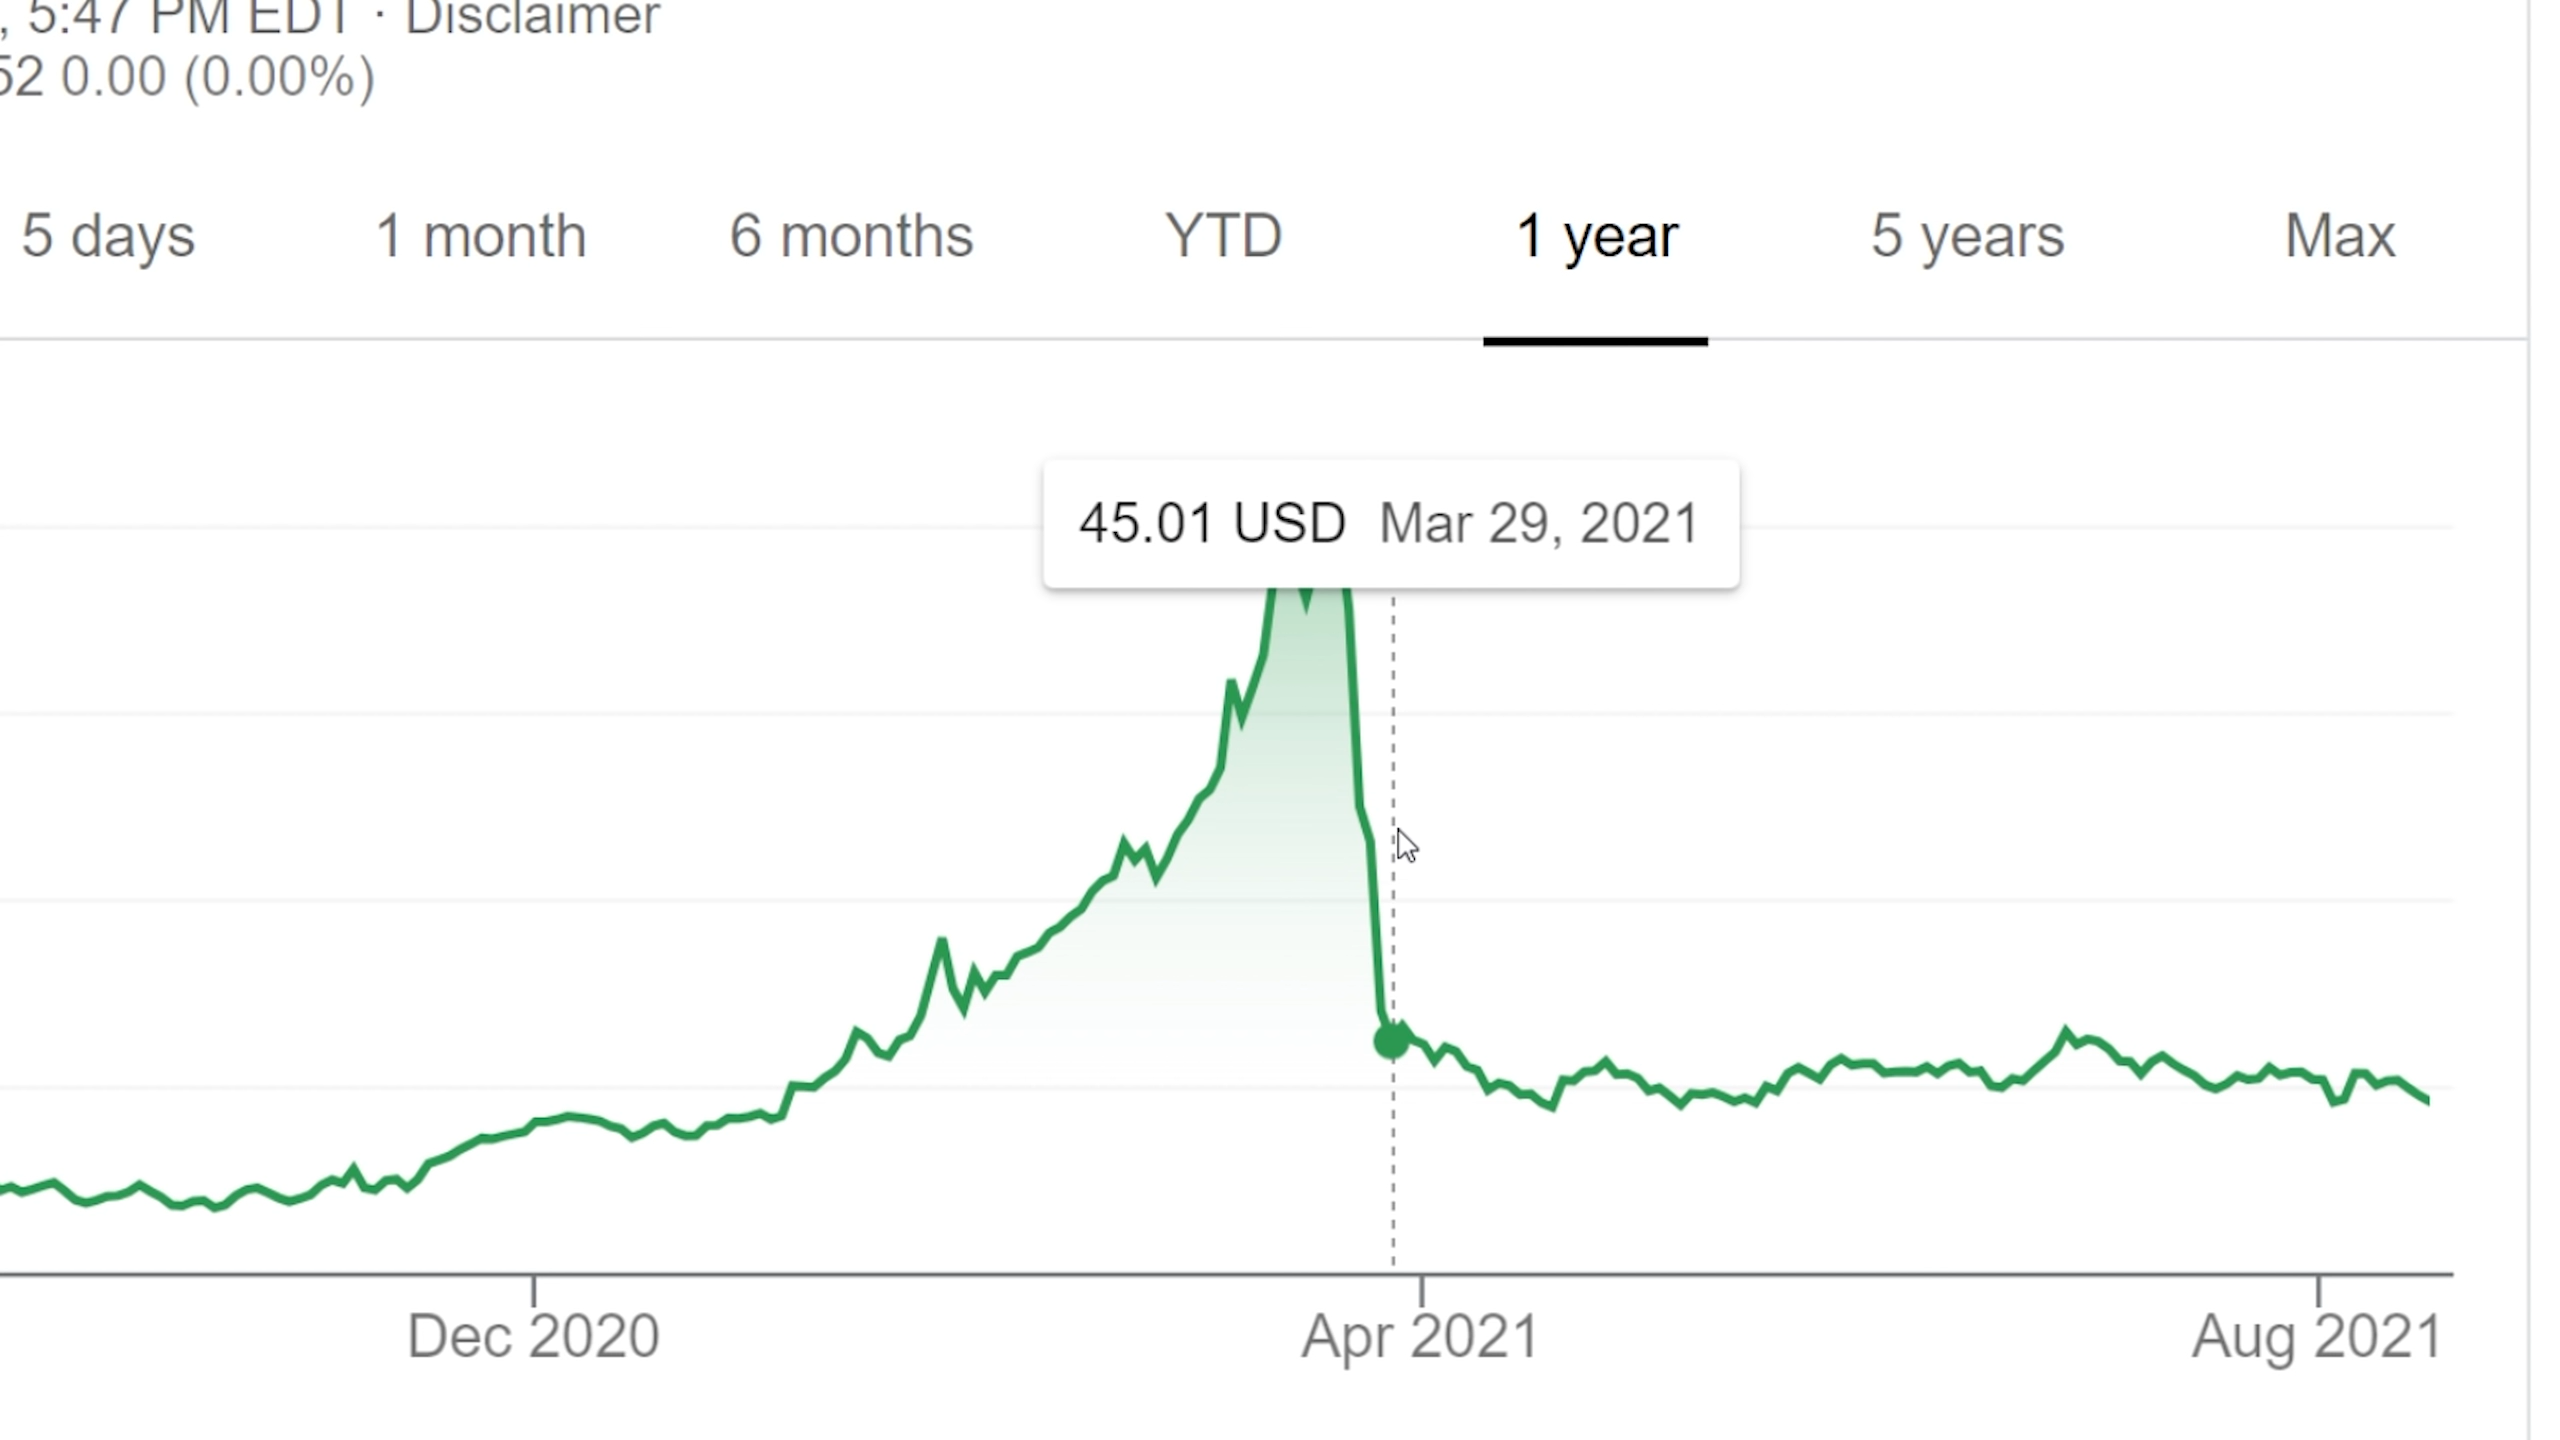 , 5:47 PM EDT · Disclaimer
52 0.00 (0.00%)
5 days 1 month 6 months YTD 1 year 5 years Max
45.01 USD Mar 29, 2021
Dec 2020 Apr 2021 Aug 2021